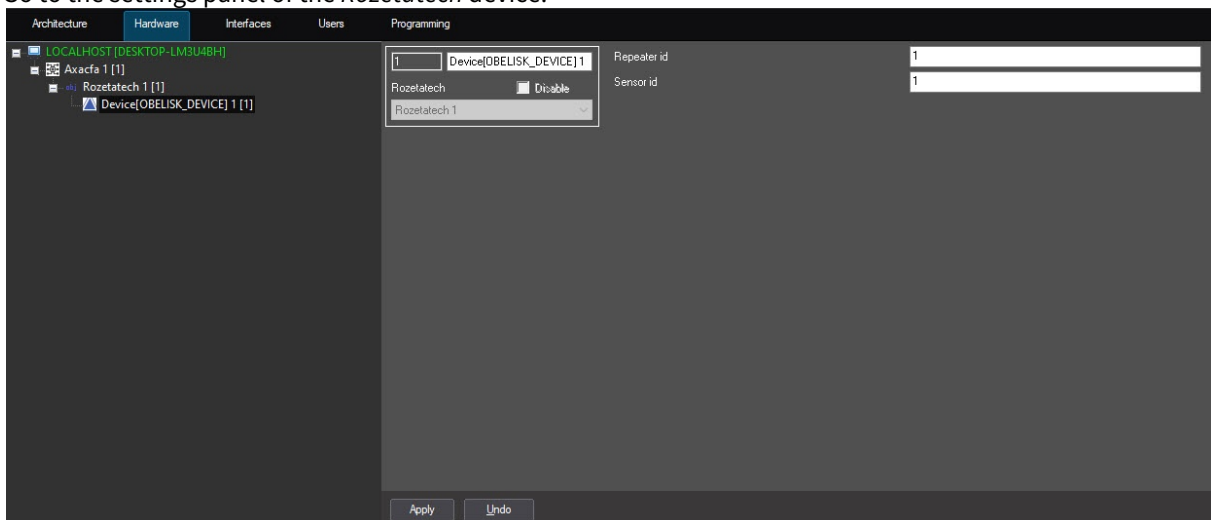 Go to the settings panel of the Rozetatech device.
Architecture Hardware Interfaces Users Programming
LOCALHOST [DESKTOP-LM3U4BH]
Axacfa 1 [1]
Rozetatech 1 [1]
Device[OBELISK_DEVICE] 1 [1]
1 Device[OBELISK_DEVICE] 1
Rozetatech Disable
Rozetatech 1
Repeater id 1
Sensor id 1
Apply Undo